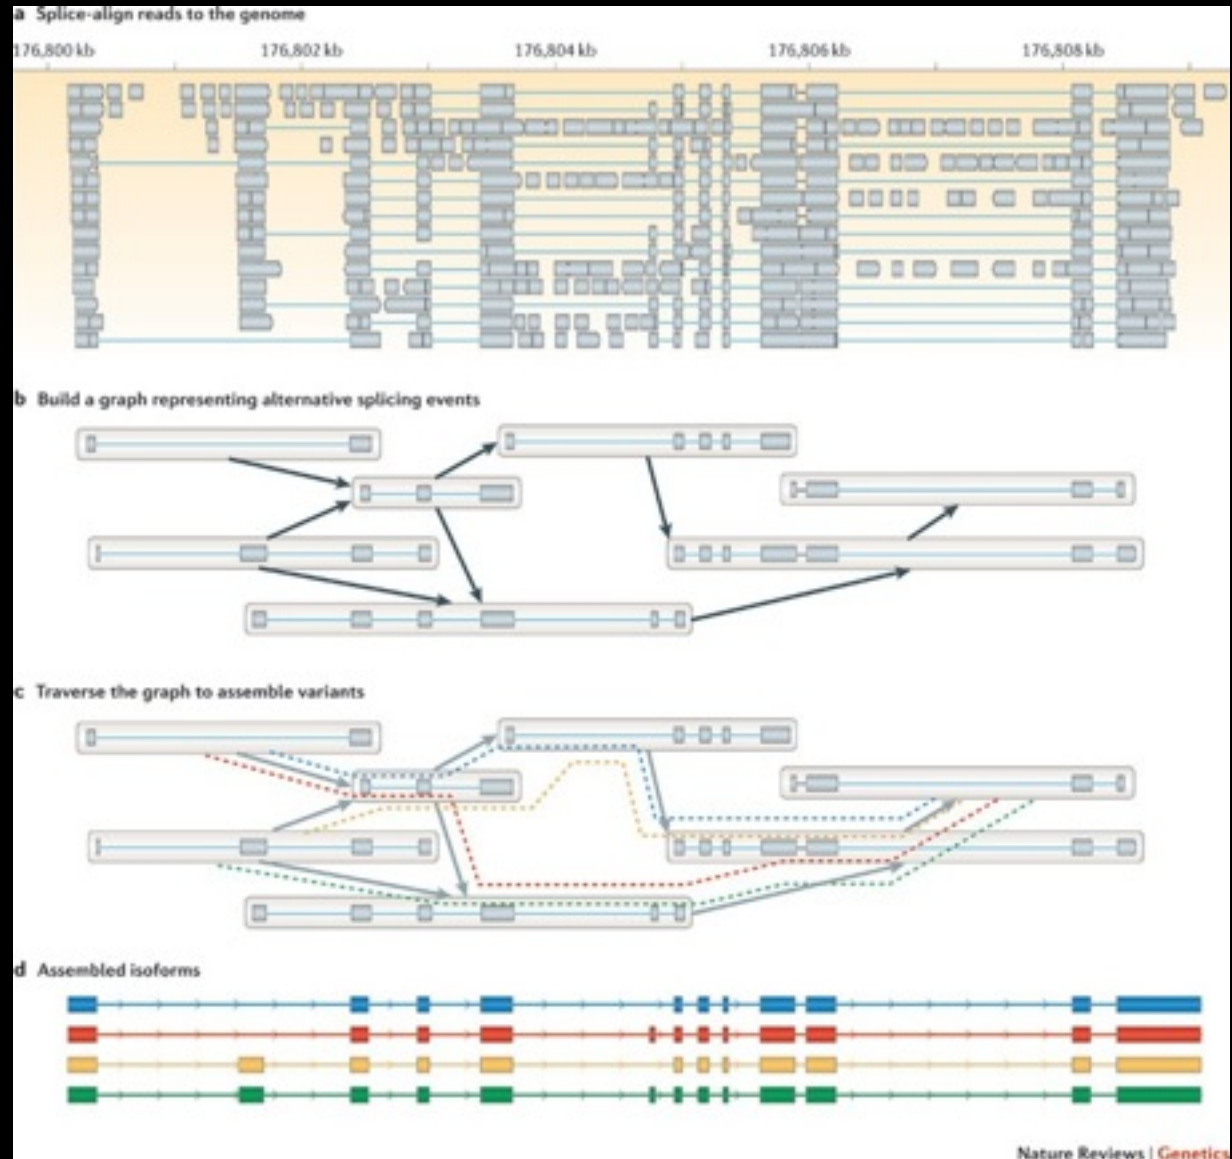 a Splice-align reads to the genome
176,800 kb 176,802 kb 176,804 kb 176,806 kb 176,808 kb
b Build a graph representing alternative splicing events
c Traverse the graph to assemble variants
d Assembled isoforms
Nature Reviews | Genetics